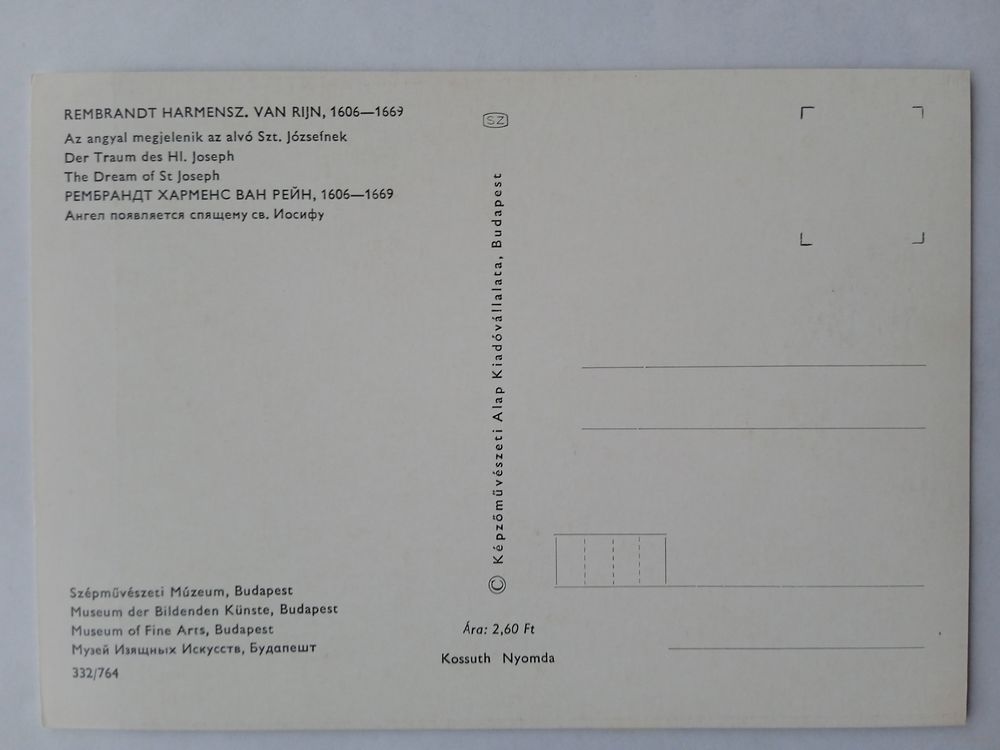 REMBRANDT HARMENSZ. VAN RIJN, 1606—1669
Az angyal megjelenik az alvó Szt. Józsefnek
Der Traum des Hl. Joseph
The Dream of St Joseph
РЕМБРАНДТ ХАРМЕНС ВАН РЕЙН, 1606—1669
Ангел появляется спящему св. Иосифу
Szépművészeti Múzeum, Budapest
Museum der Bildenden Künste, Budapest
Museum of Fine Arts, Budapest
Музей Изящных Искусств, Будапешт
332/764
SZ
© Képzőművészeti Alap Kiadóvállalata, Budapest
Ára: 2,60 Ft
Kossuth Nyomda